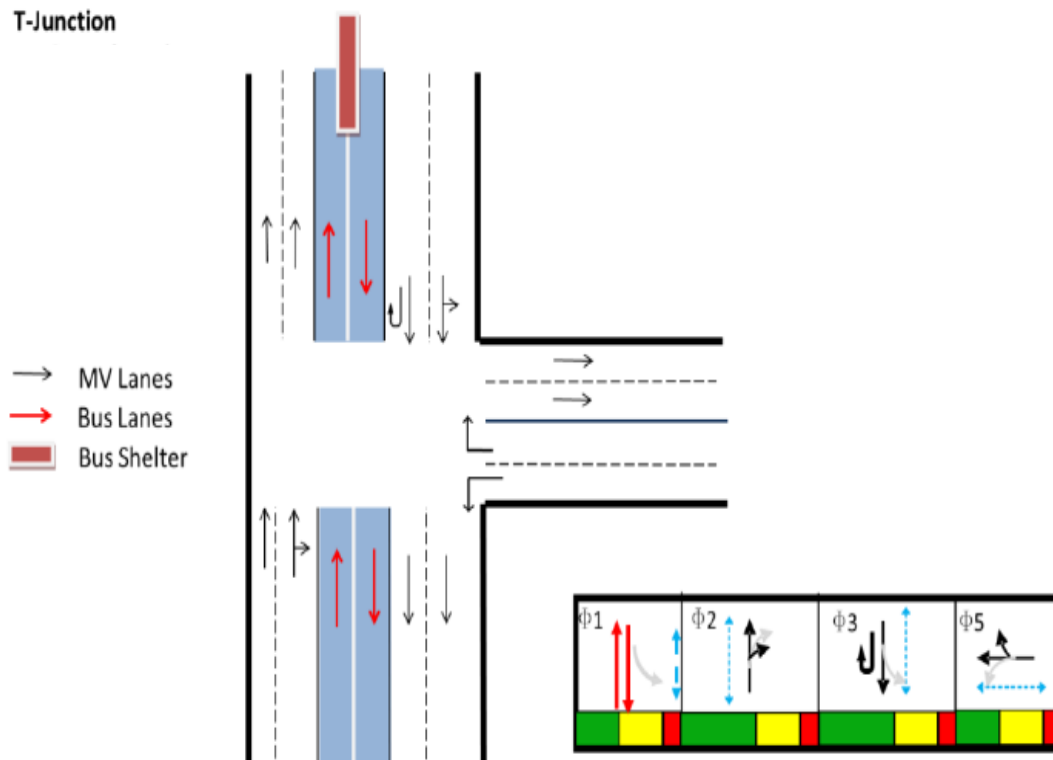 T-Junction
MV Lanes
Bus Lanes
Bus Shelter
Φ1 Φ2 Φ3 Φ5